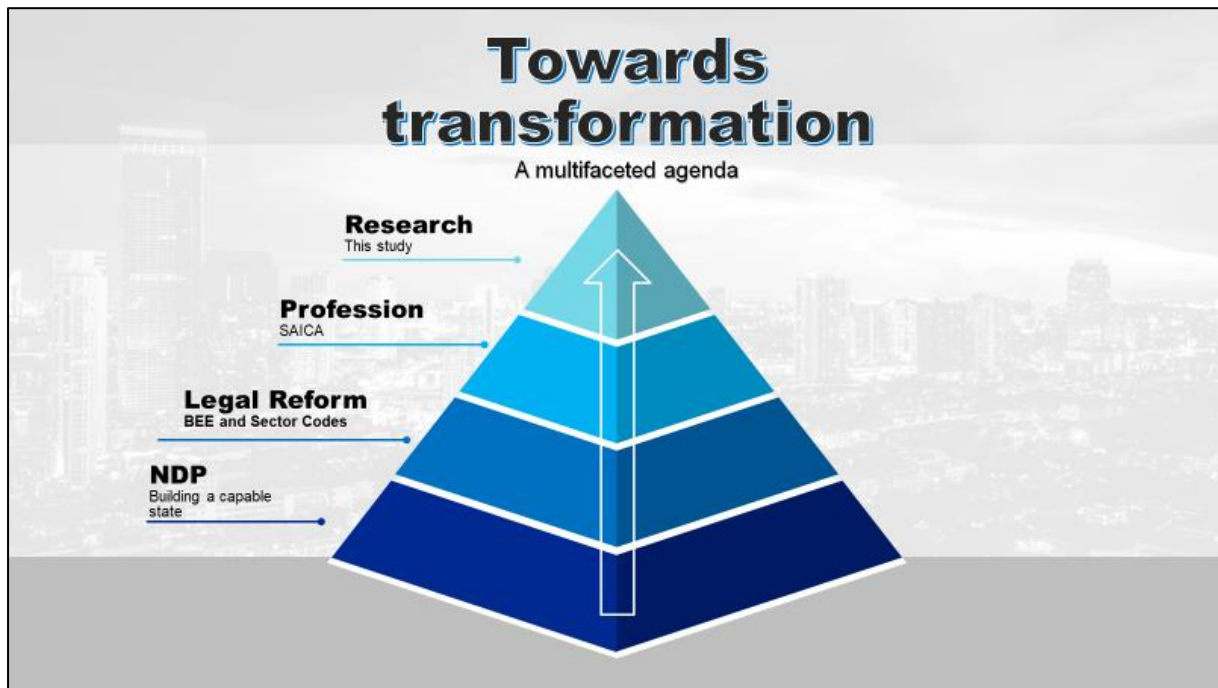 Towards
transformation
A multifaceted agenda
Research
This study
Profession
SAICA
Legal Reform
BEE and Sector Codes
NDP
Building a capable
state